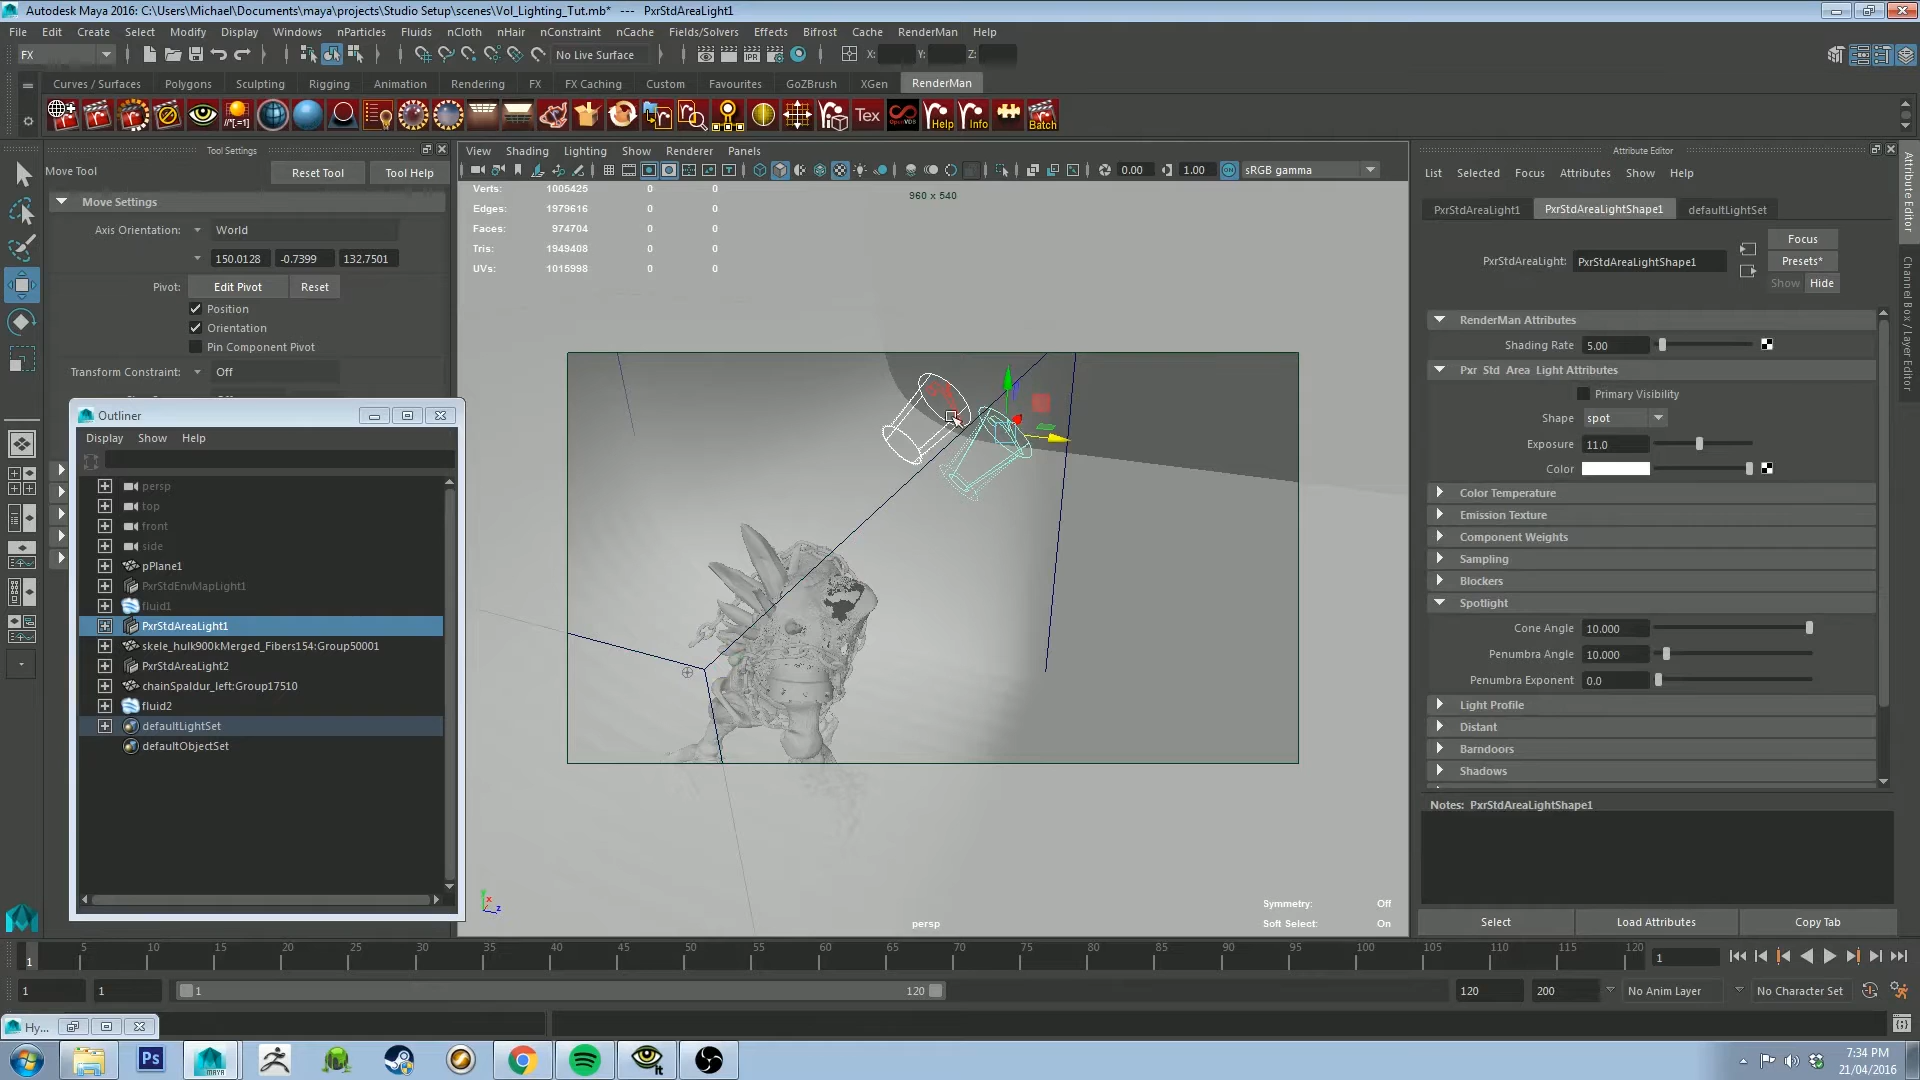 Autodesk Maya 2016: C:\Users\Michael\Documents\maya\projects\Studio Setup\scenes\Vol_Lighting_Tut.mb* --- PxrStdAreaLight1
File Edit Create Select Modify Display Windows nParticles Fluids nCloth nHair nConstraint nCache Fields/Solvers Effects Bifrost Cache RenderMan Help
FX No Live Surface X: Y: Z:
Curves / Surfaces Polygons Sculpting Rigging Animation Rendering FX FX Caching Custom Favourites GoZBrush XGen RenderMan
Tex Help Info Batch
Tool Settings
Move Tool Reset Tool Tool Help
Move Settings
Axis Orientation: World
150.0128 -0.7399 132.7501
Pivot: Edit Pivot Reset
Position
Orientation
Pin Component Pivot
Transform Constraint: Off
Outliner
Display Show Help
persp
top
front
side
pPlane1
PxrStdEnvMapLight1
fluid1
PxrStdAreaLight1
skele_hulk900kMerged_Fibers154:Group50001
PxrStdAreaLight2
chainSpaldur_left:Group17510
fluid2
defaultLightSet
defaultObjectSet
View Shading Lighting Show Renderer Panels
0.00 1.00 sRGB gamma
Verts: 1005425 0 0
Edges: 1979616 0 0
Faces: 974704 0 0
Tris: 1949408 0 0
UVs: 1015998 0 0
960 x 540
Symmetry: Off
Soft Select: On
persp
Attribute Editor
List Selected Focus Attributes Show Help
PxrStdAreaLight1 PxrStdAreaLightShape1 defaultLightSet
PxrStdAreaLight: PxrStdAreaLightShape1
Focus
Presets*
Show Hide
RenderMan Attributes
Shading Rate 5.00
Pxr Std Area Light Attributes
Primary Visibility
Shape spot
Exposure 11.0
Color
Color Temperature
Emission Texture
Component Weights
Sampling
Blockers
Spotlight
Cone Angle 10.000
Penumbra Angle 10.000
Penumbra Exponent 0.0
Light Profile
Distant
Barndoors
Shadows
Notes: PxrStdAreaLightShape1
Select Load Attributes Copy Tab
Attribute Editor
Channel Box / Layer Editor
5 10 15 20 25 30 35 40 45 50 55 60 65 70 75 80 85 90 95 100 105 110 115 120
1 1
1 1 1 120 120 200 No Anim Layer No Character Set
Hy...
Ps MAYA it
7:34 PM
21/04/2016